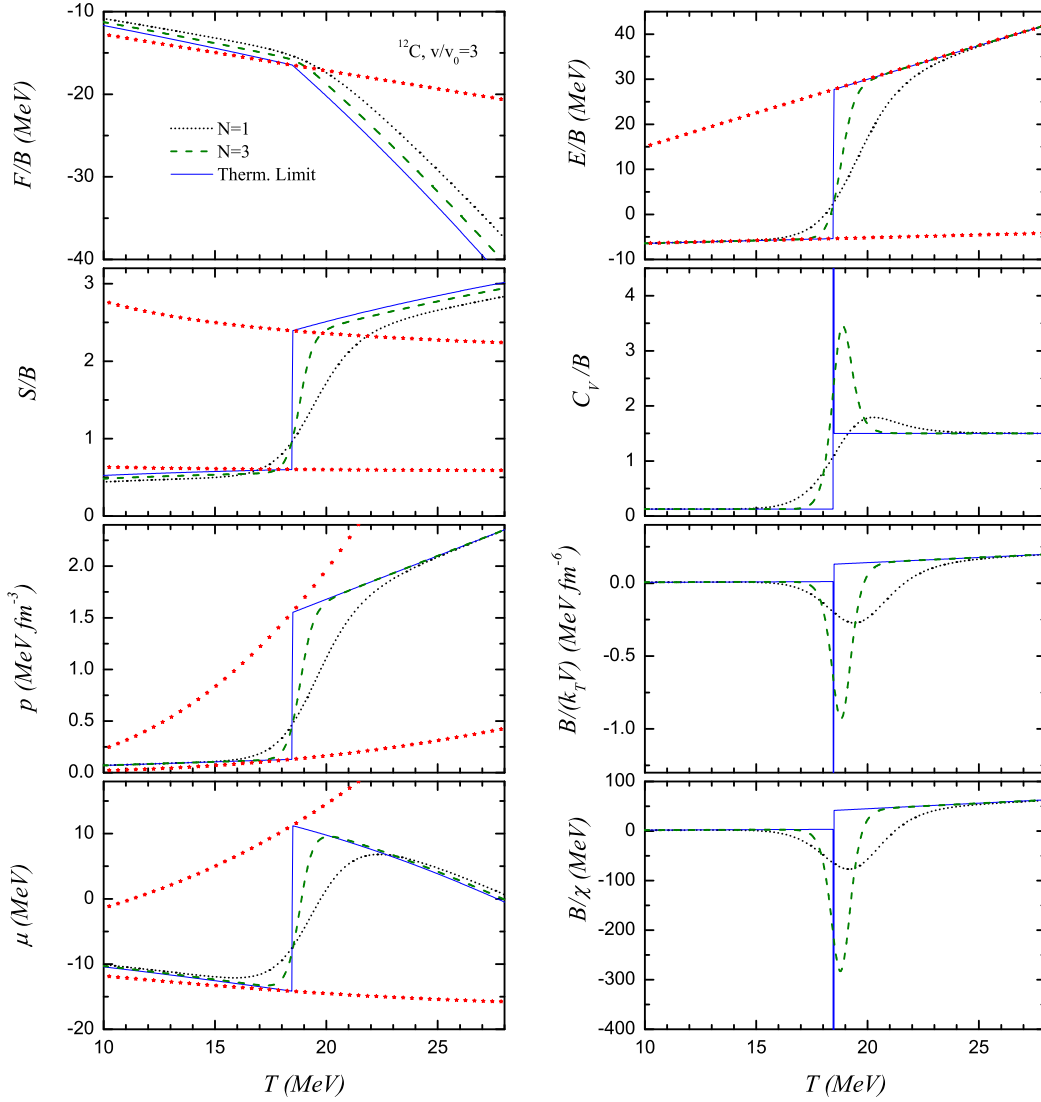 -10
-20
-30
-40
F/B (MeV)
¹²C, v/v₀=3
N=1
N=3
Therm. Limit
40
30
20
10
0
-10
E/B (MeV)
3
2
1
0
S/B
4
3
2
1
0
C_V/B
2.0
1.5
1.0
0.5
0.0
p (MeV fm⁻³)
0.0
-0.5
-1.0
B/(k_T V) (MeV fm⁻⁶)
10
0
-10
-20
μ (MeV)
10 15 20 25
T (MeV)
100
0
-100
-200
-300
-400
B/χ (MeV)
10 15 20 25
T (MeV)